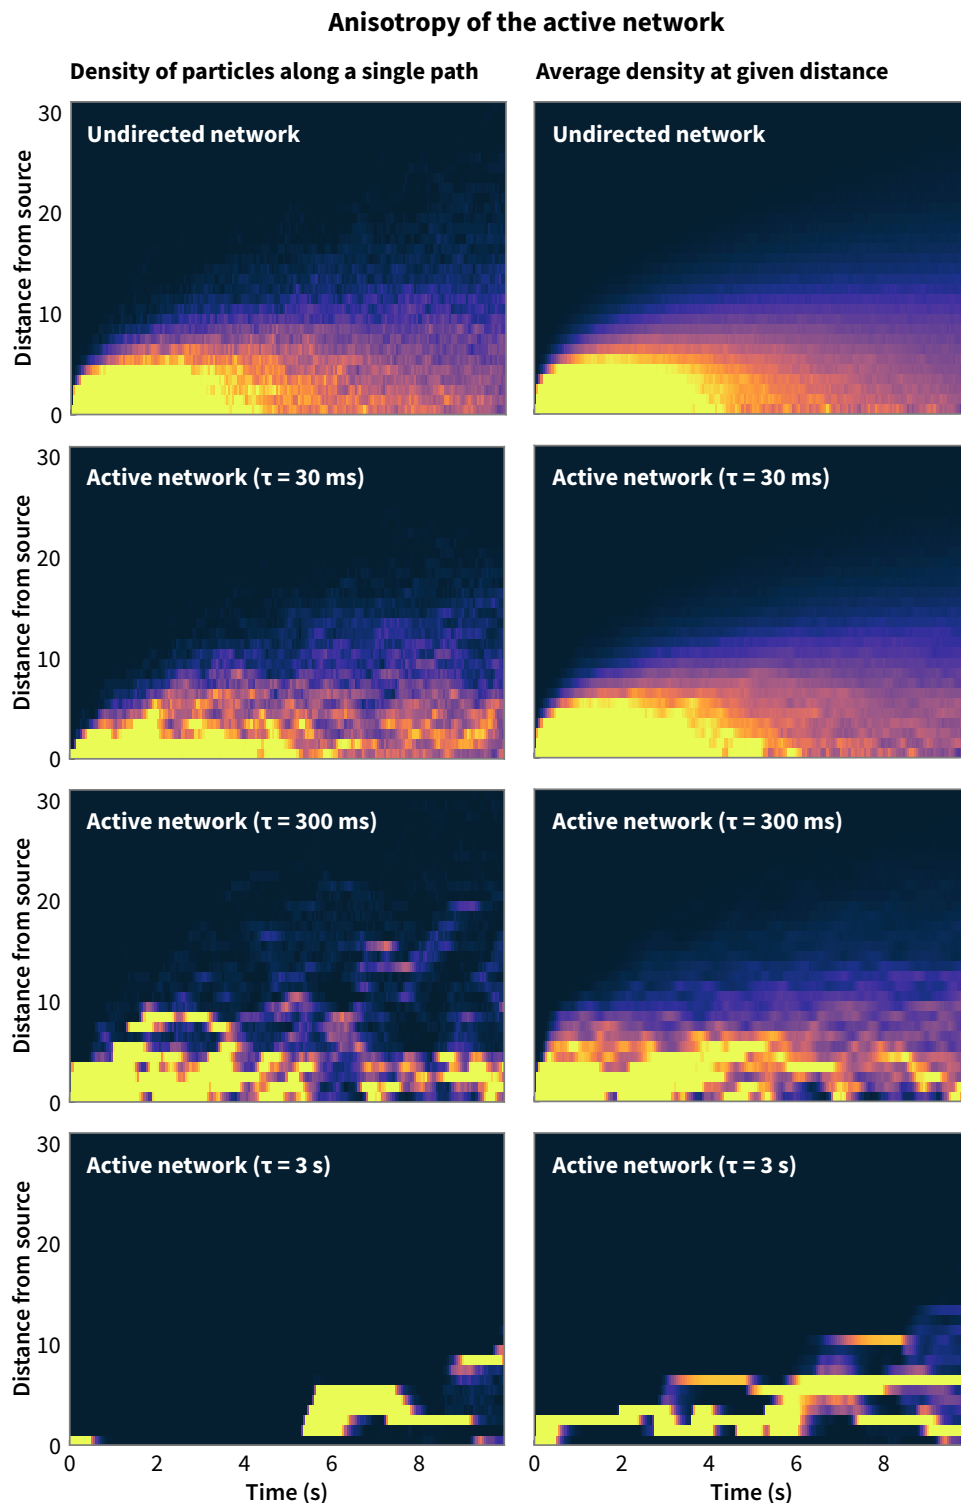 Anisotropy of the active network
Density of particles along a single path
Average density at given distance
Undirected network
Undirected network
Distance from source
30
20
10
0
Active network (τ = 30 ms)
Active network (τ = 30 ms)
Distance from source
30
20
10
0
Active network (τ = 300 ms)
Active network (τ = 300 ms)
Distance from source
30
20
10
0
Active network (τ = 3 s)
Active network (τ = 3 s)
Distance from source
30
20
10
0
0 2 4 6 8
0 2 4 6 8
Time (s)
Time (s)